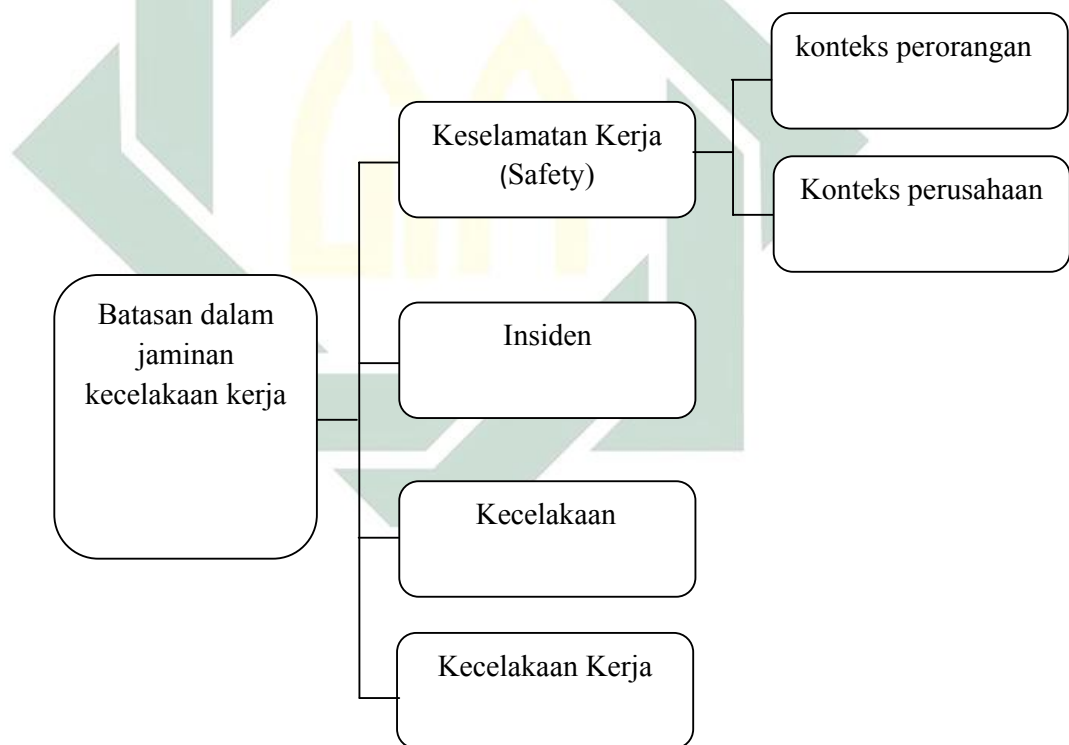 konteks perorangan
Keselamatan Kerja
(Safety)
Konteks perusahaan
Batasan dalam
jaminan
kecelakaan kerja
Insiden
Kecelakaan
Kecelakaan Kerja